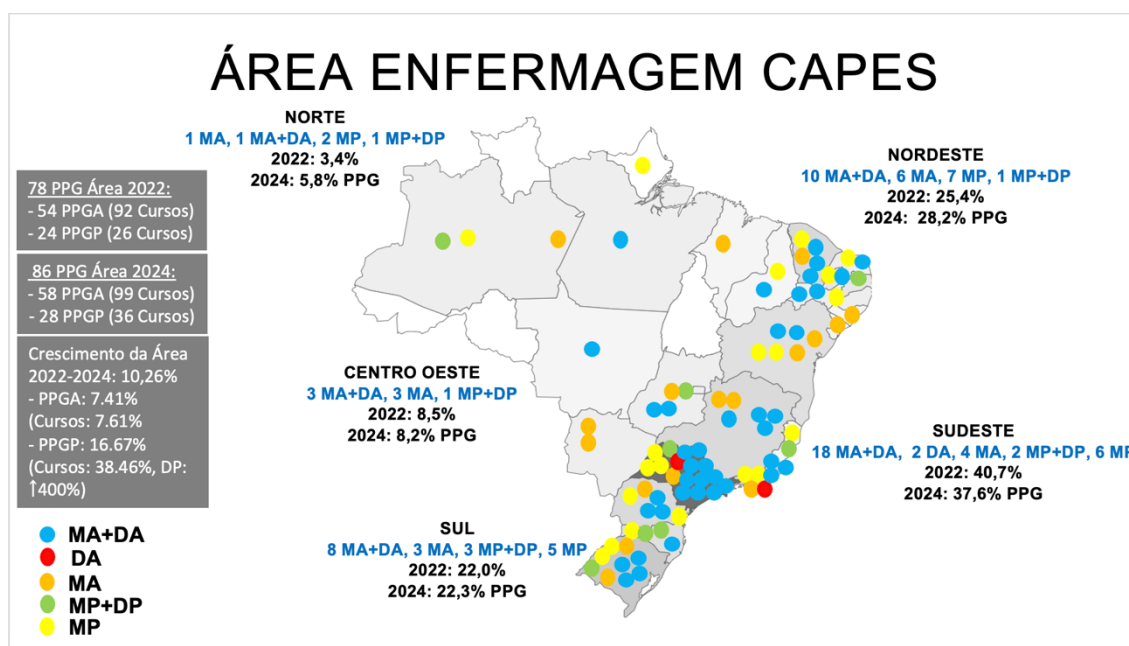 ÁREA ENFERMAGEM CAPES
NORTE
1 MA, 1 MA+DA, 2 MP, 1 MP+DP
2022: 3,4%
2024: 5,8% PPG
NORDESTE
10 MA+DA, 6 MA, 7 MP, 1 MP+DP
2022: 25,4%
2024: 28,2% PPG
78 PPG Área 2022:
- 54 PPGA (92 Cursos)
- 24 PPGP (26 Cursos)
86 PPG Área 2024:
- 58 PPGA (99 Cursos)
- 28 PPGP (36 Cursos)
Crescimento da Área
2022-2024: 10,26%
- PPGA: 7.41%
(Cursos: 7.61%
- PPGP: 16.67%
(Cursos: 38.46%, DP:
↑400%)
CENTRO OESTE
3 MA+DA, 3 MA, 1 MP+DP
2022: 8,5%
2024: 8,2% PPG
SUDESTE
18 MA+DA, 2 DA, 4 MA, 2 MP+DP, 6 MP
2022: 40,7%
2024: 37,6% PPG
SUL
8 MA+DA, 3 MA, 3 MP+DP, 5 MP
2022: 22,0%
2024: 22,3% PPG
MA+DA
DA
MA
MP+DP
MP